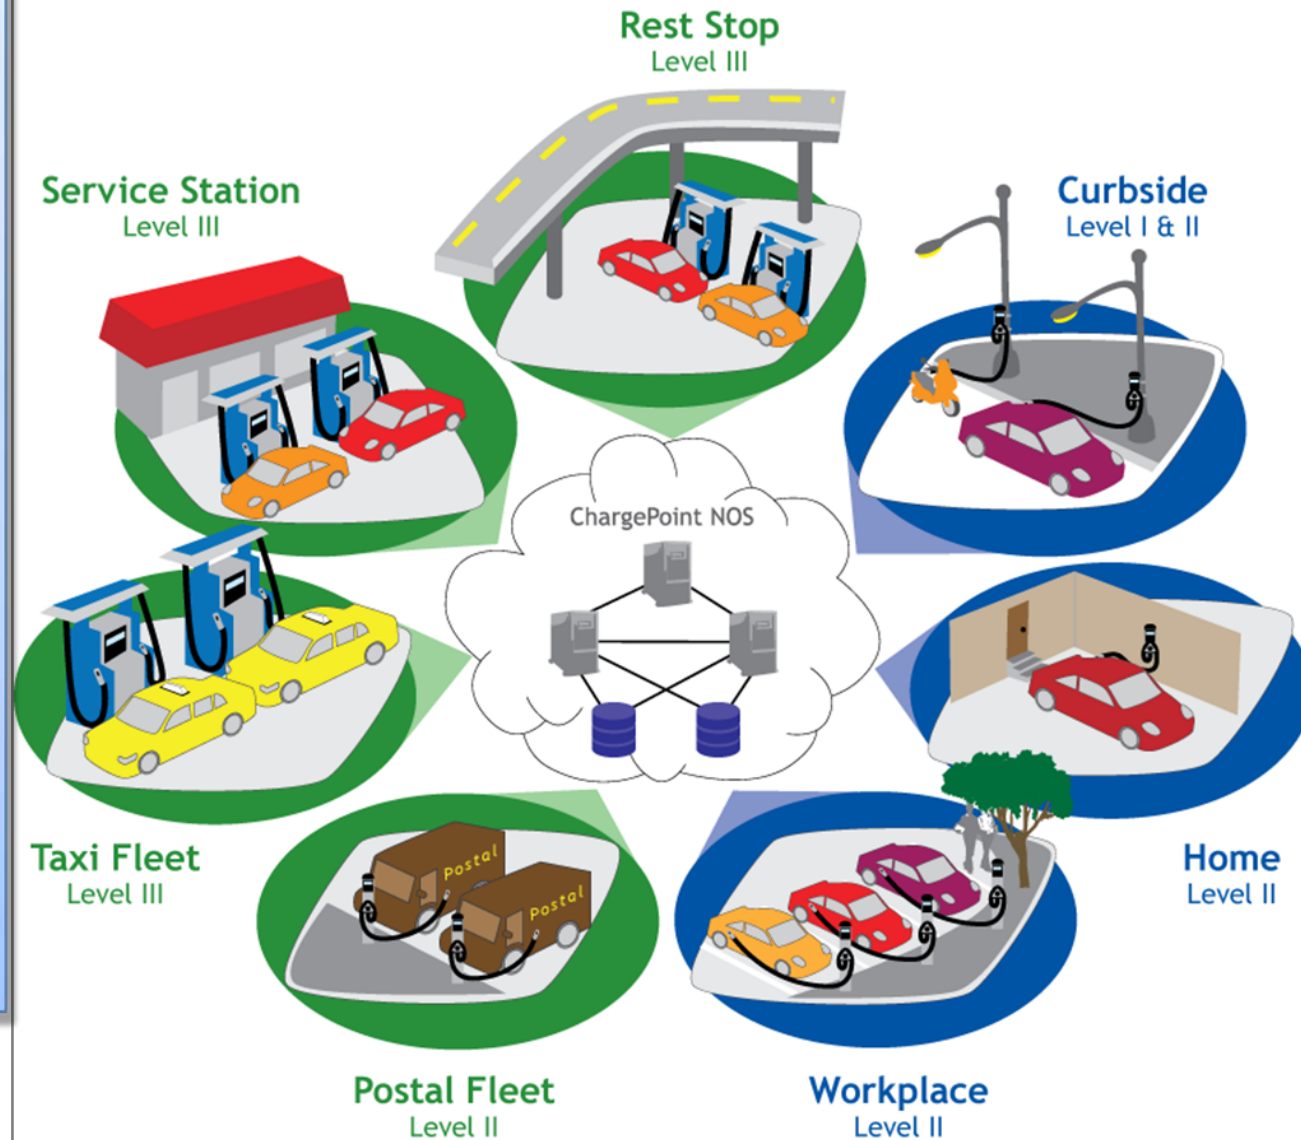 Rest Stop
Level III
Service Station
Level III
Curbside
Level I & II
ChargePoint NOS
Taxi Fleet
Level III
Postal
Postal
Home
Level II
Postal Fleet
Level II
Workplace
Level II